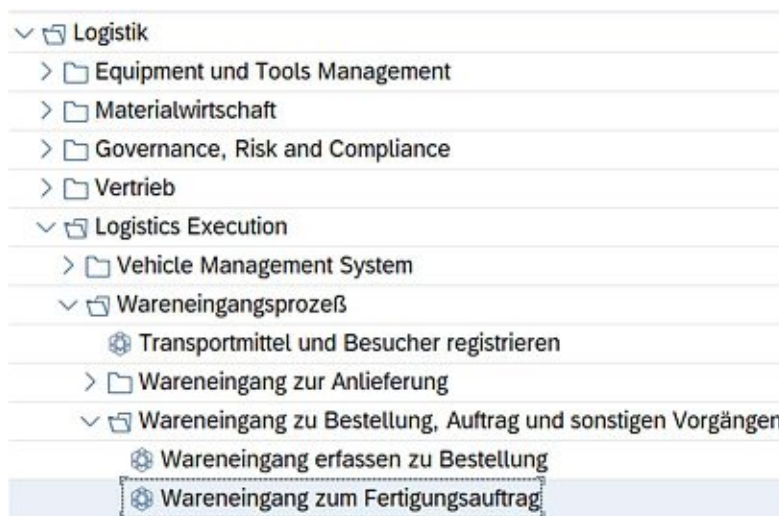 Logistik
Equipment und Tools Management
Materialwirtschaft
Governance, Risk and Compliance
Vertrieb
Logistics Execution
Vehicle Management System
Wareneingangsprozeß
Transportmittel und Besucher registrieren
Wareneingang zur Anlieferung
Wareneingang zu Bestellung, Auftrag und sonstigen Vorgängen
Wareneingang erfassen zu Bestellung
Wareneingang zum Fertigungsauftrag